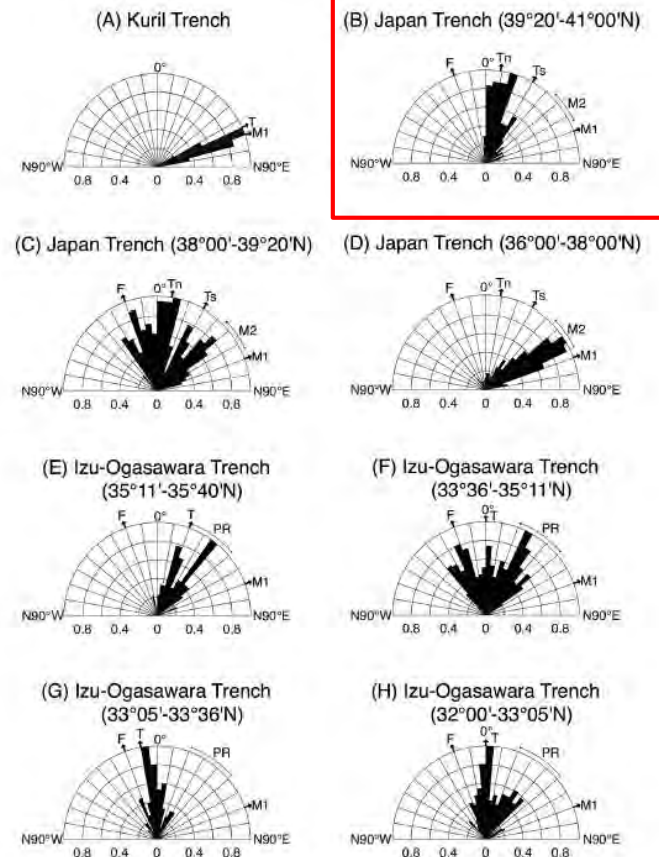 (A) Kuril Trench
0°
T
M1
N90°W N90°E
0.8 0.4 0 0.4 0.8
(B) Japan Trench (39°20'-41°00'N)
F 0° Tn Ts
M2
M1
N90°W N90°E
0.8 0.4 0 0.4 0.8
(C) Japan Trench (38°00'-39°20'N)
F 0° Tn Ts
M2
M1
N90°W N90°E
0.8 0.4 0 0.4 0.8
(D) Japan Trench (36°00'-38°00'N)
F 0° Tn Ts
M2
M1
N90°W N90°E
0.8 0.4 0 0.4 0.8
(E) Izu-Ogasawara Trench
(35°11'-35°40'N)
F 0° T PR
M1
N90°W N90°E
0.8 0.4 0 0.4 0.8
(F) Izu-Ogasawara Trench
(33°36'-35°11'N)
F 0° T PR
M1
N90°W N90°E
0.8 0.4 0 0.4 0.8
(G) Izu-Ogasawara Trench
(33°05'-33°36'N)
F T 0° PR
M1
N90°W N90°E
0.8 0.4 0 0.4 0.8
(H) Izu-Ogasawara Trench
(32°00'-33°05'N)
F 0° T PR
M1
N90°W N90°E
0.8 0.4 0 0.4 0.8